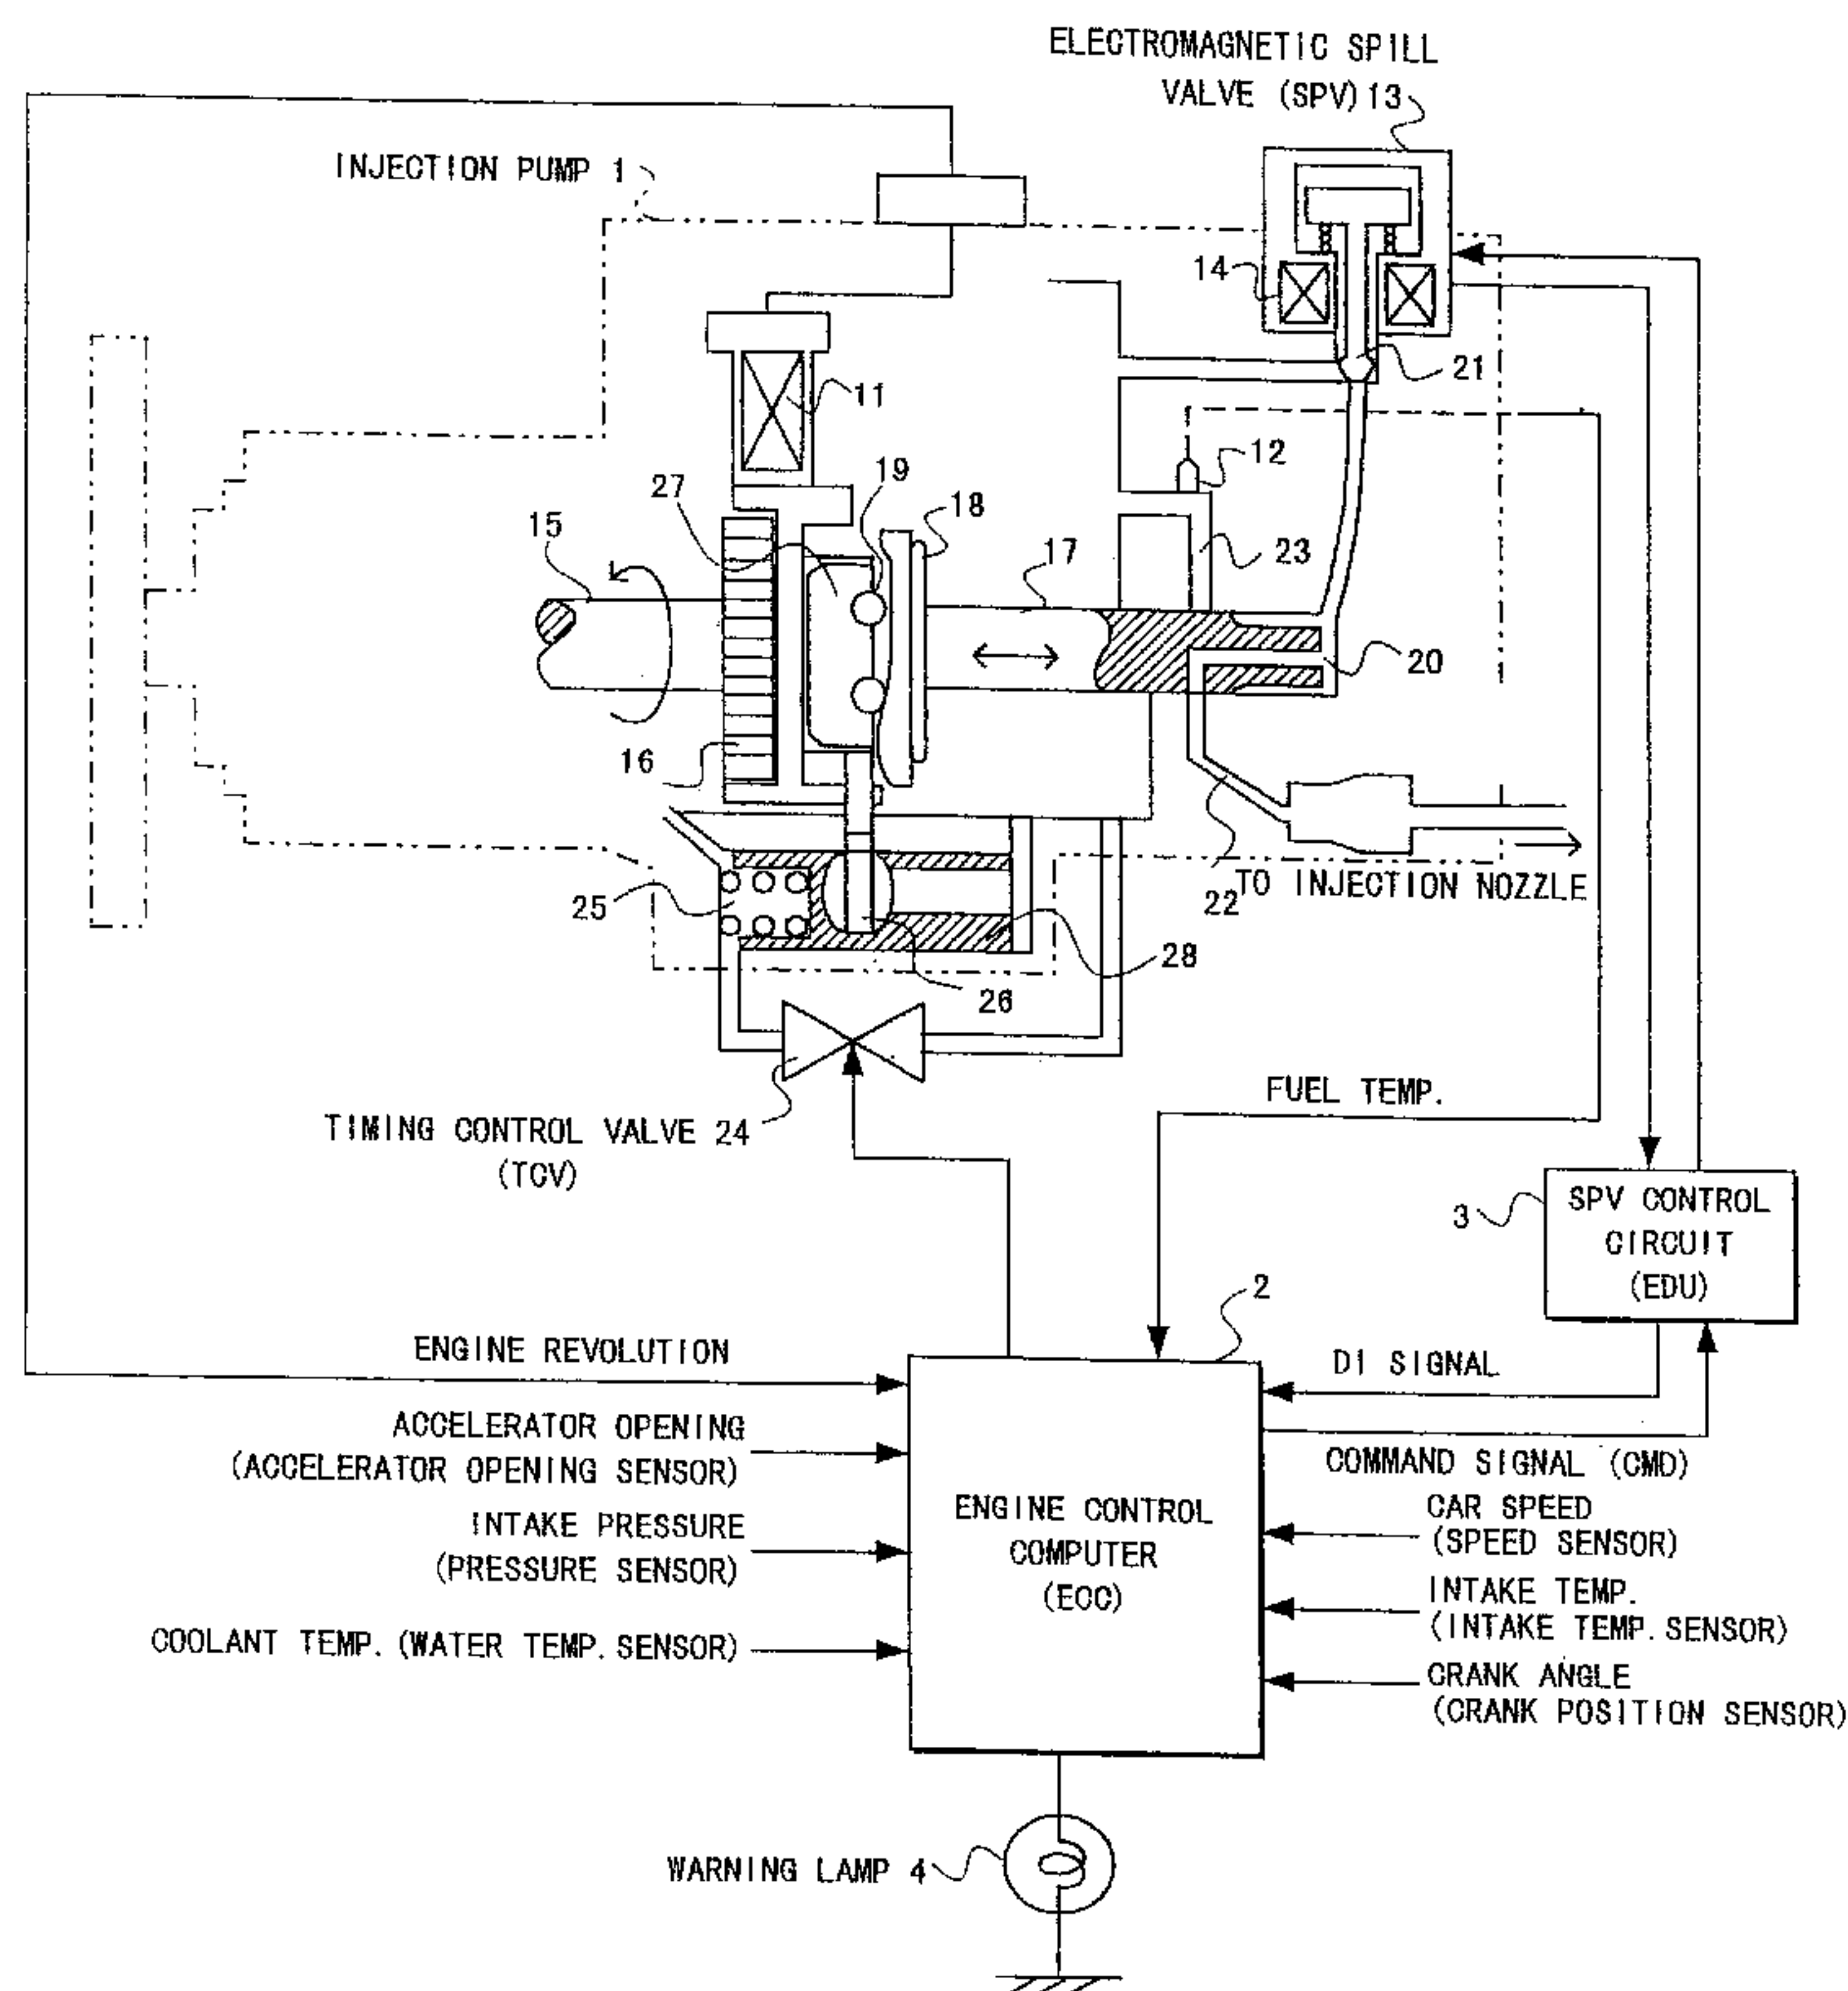 ELECTROMAGNETIC SPILL
VALVE (SPV) 13
INJECTION PUMP 1
14
21
11
12
27
19
18
15
17
23
20
16
22
TO INJECTION NOZZLE
25
28
26
FUEL TEMP.
TIMING CONTROL VALVE 24
(TCV)
3
SPV CONTROL
CIRCUIT
(EDU)
2
ENGINE REVOLUTION
DI SIGNAL
ACCELERATOR OPENING
(ACCELERATOR OPENING SENSOR)
COMMAND SIGNAL (CMD)
ENGINE CONTROL
COMPUTER
(ECC)
CAR SPEED
(SPEED SENSOR)
INTAKE PRESSURE
(PRESSURE SENSOR)
INTAKE TEMP.
(INTAKE TEMP. SENSOR)
COOLANT TEMP. (WATER TEMP. SENSOR)
CRANK ANGLE
(CRANK POSITION SENSOR)
WARNING LAMP 4